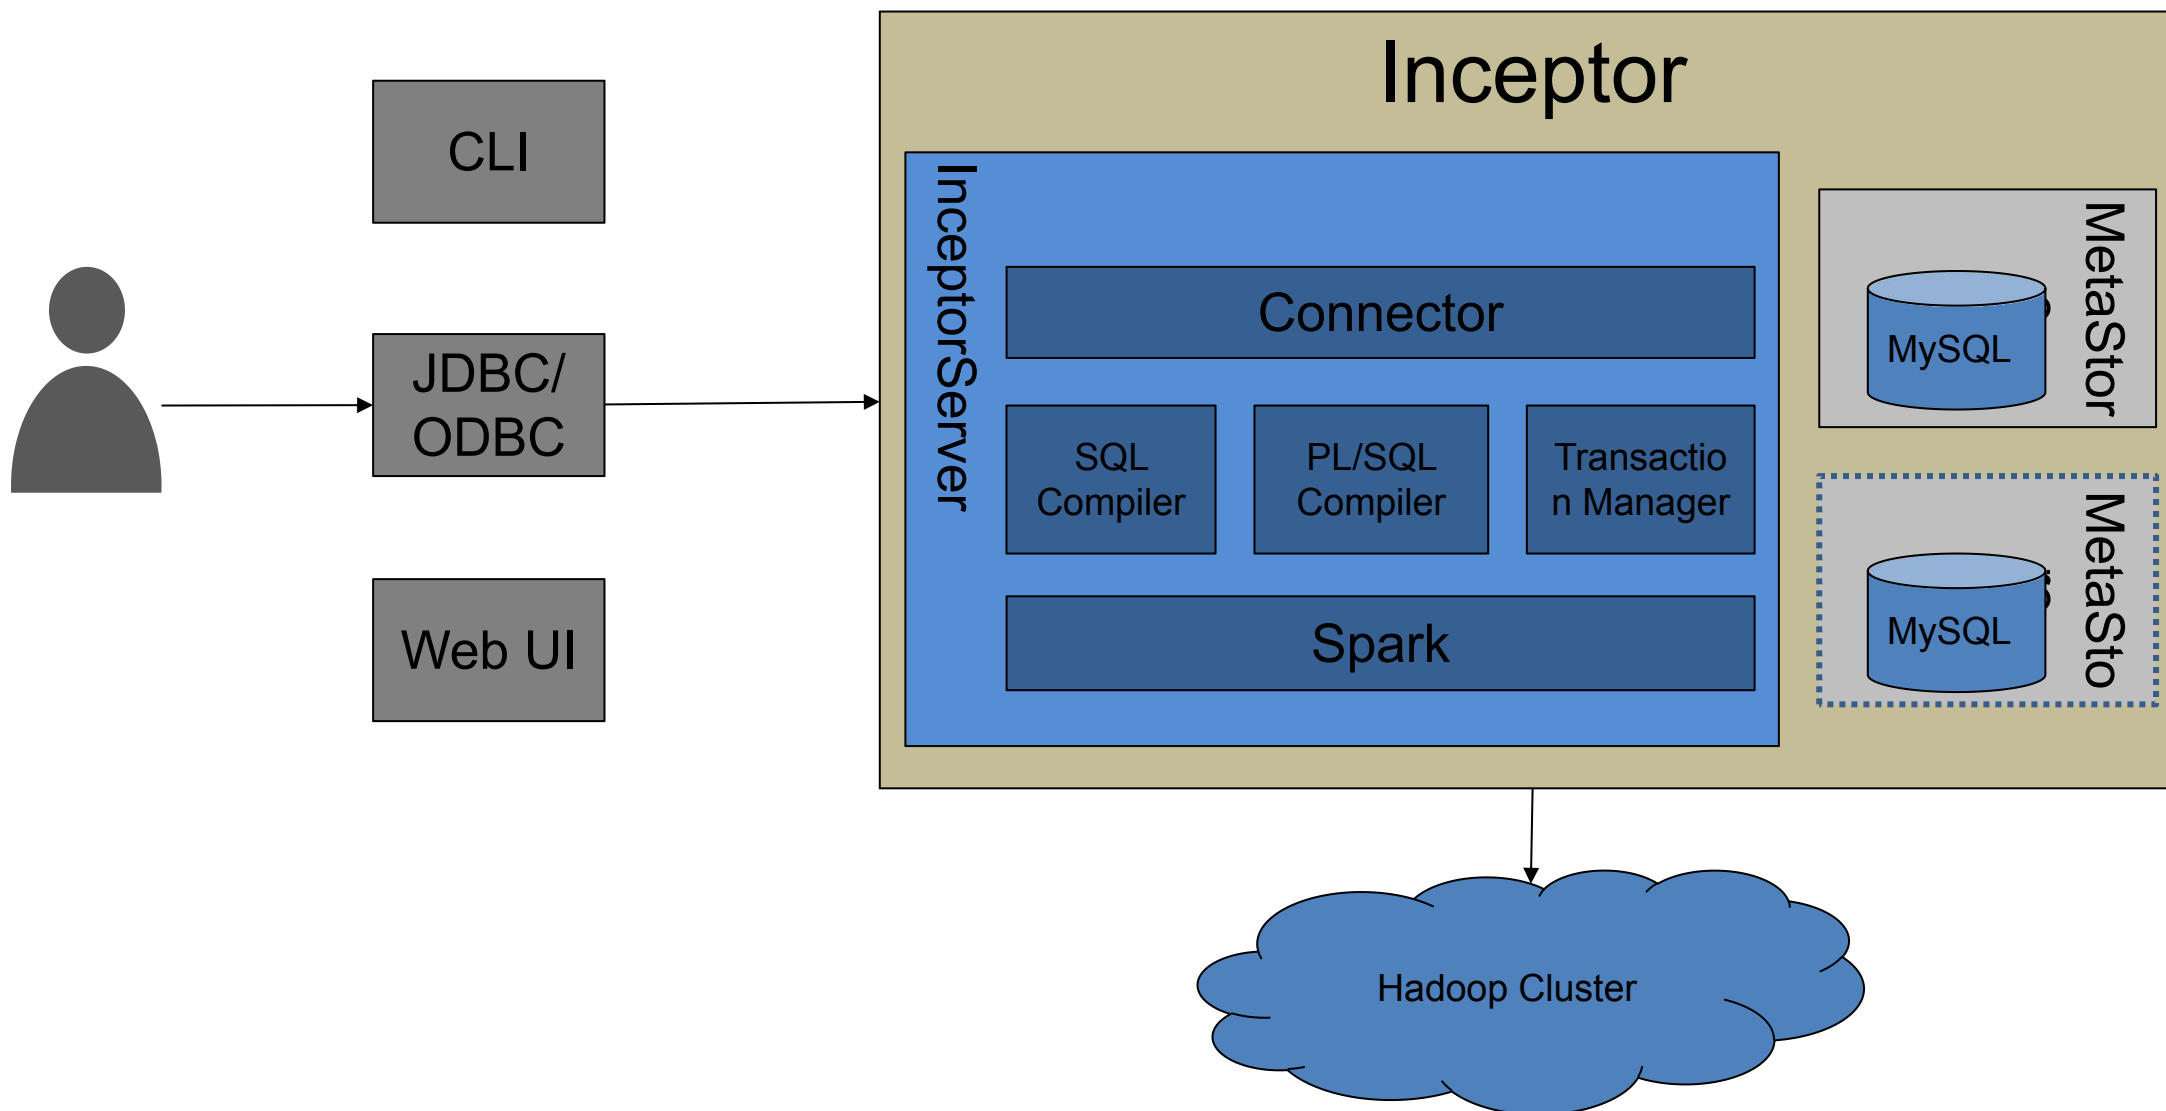 Inceptor
CLI
JDBC/
ODBC
Web UI
InceptorServer
Connector
SQL
Compiler
PL/SQL
Compiler
Transactio
n Manager
Spark
MetaStor
MySQL
MetaSto
MySQL
Hadoop Cluster